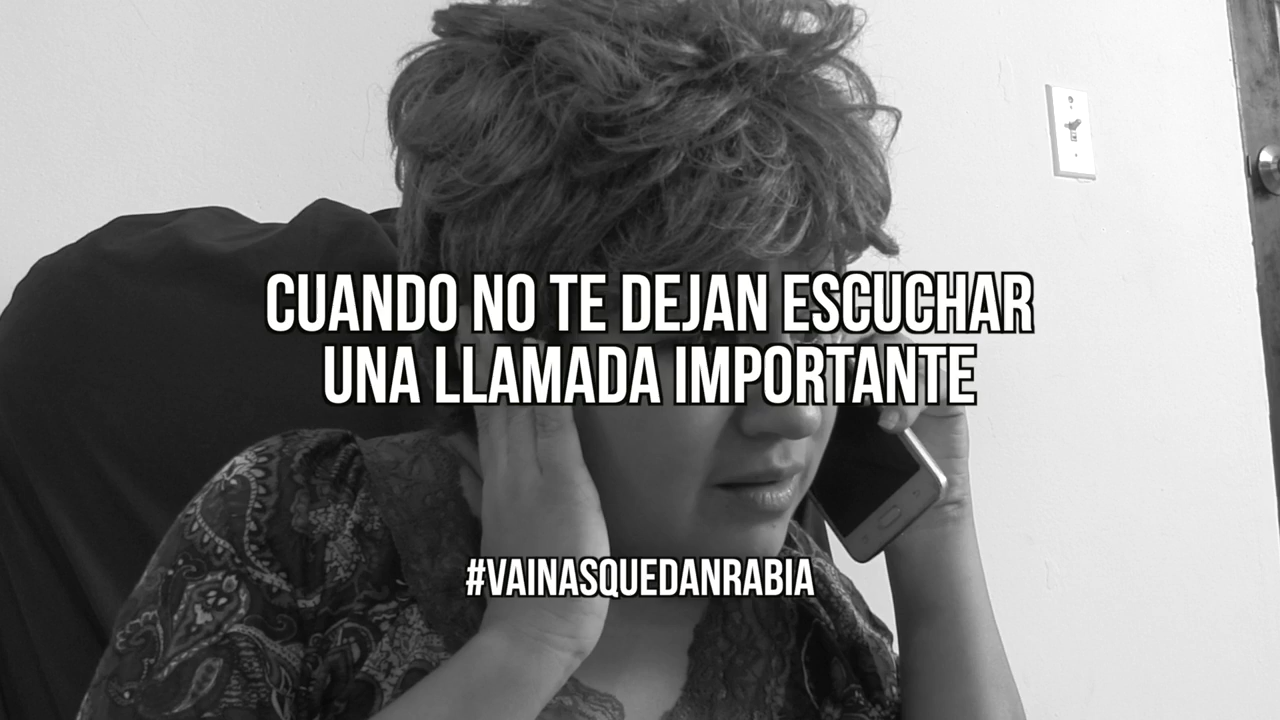 CUANDO NO TE DEJAN ESCUCHAR
UNA LLAMADA IMPORTANTE
#VAINASQUEDANRABIA